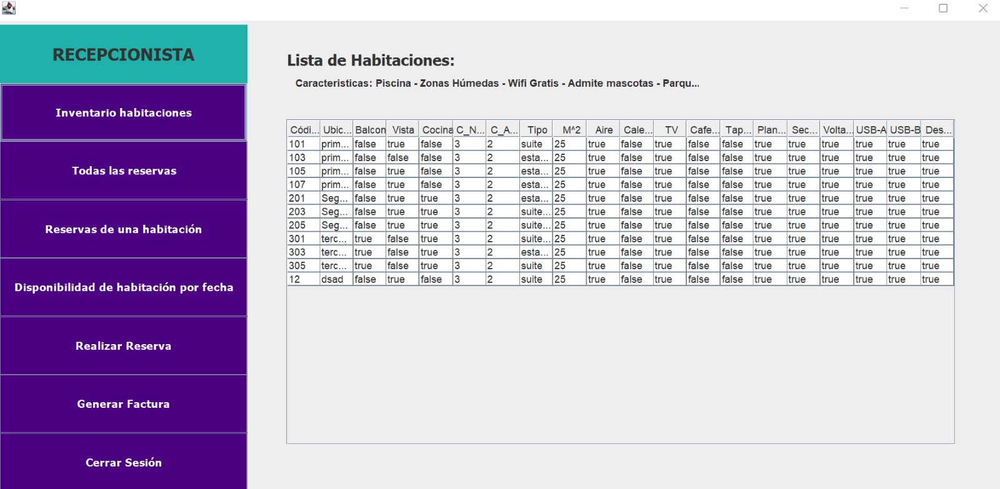 RECEPCIONISTA
Inventario habitaciones
Todas las reservas
Reservas de una habitación
Disponibilidad de habitación por fecha
Realizar Reserva
Generar Factura
Cerrar Sesión
Lista de Habitaciones:
Caracteristicas: Piscina - Zonas Húmedas - Wifi Gratis - Admite mascotas - Parqu...
Códi... Ubic... Balcon Vista Cocina C_N... C_A... Tipo M^2 Aire Cale... TV Cafe... Tap... Plan... Sec... Volta... USB-A USB-B Des...
101 prim... false true false 3 2 suite 25 true false true false false true true true true true true
103 prim... false false false 3 2 esta... 25 true false true false false true true true true true true
105 prim... false true false 3 2 esta... 25 true false true false false true true true true true true
107 prim... false true false 3 2 esta... 25 true false true false false true true true true true true
201 Seg... false true true 3 2 esta... 25 true false true false false true true true true true true
203 Seg... false true true 3 2 suite... 25 true false true false false true true true true true true
205 Seg... false true true 3 2 suite... 25 true false true false false true true true true true true
301 terc... true false true 3 2 suite... 25 true false true false false true true true true true true
303 terc... true false true 3 2 esta... 25 true false true false false true true true true true true
305 terc... true false true 3 2 suite 25 true false true false false true true true true true true
12 dsad false true false 3 2 suite 25 true false true false false true true true true true true